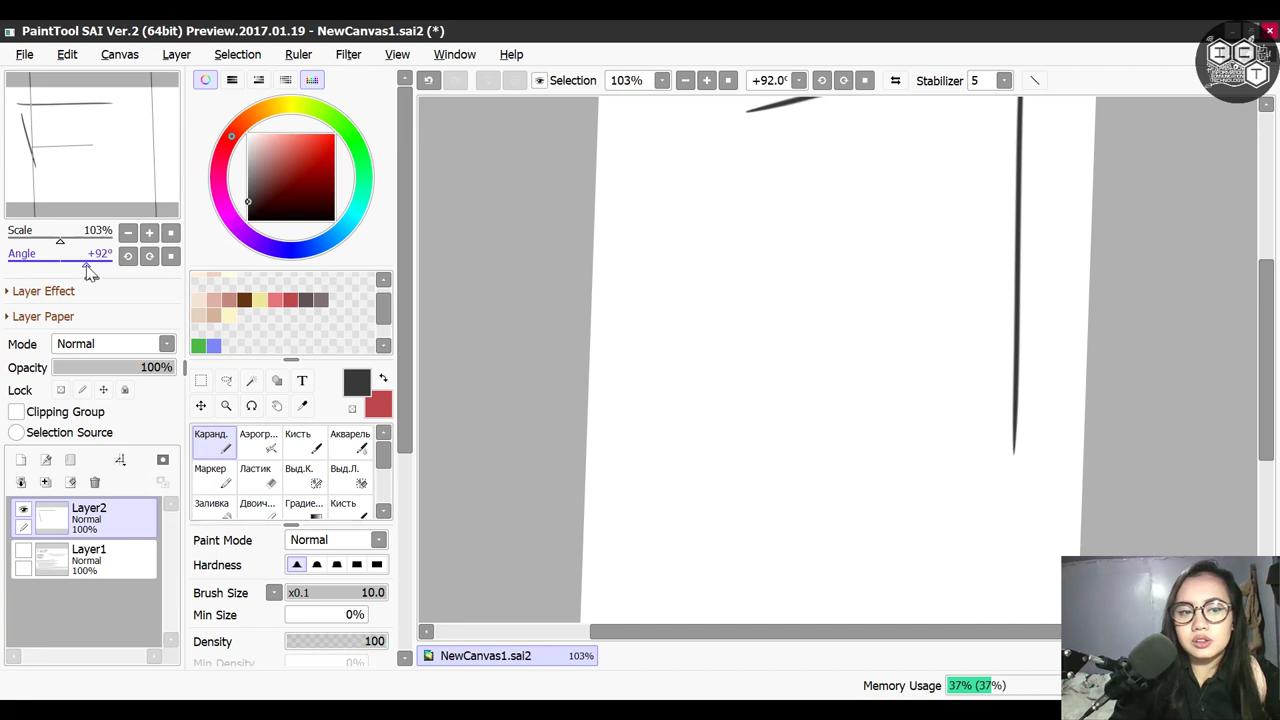 PaintTool SAI Ver.2 (64bit) Preview.2017.01.19 - NewCanvas1.sai2 (*)
File Edit Canvas Layer Selection Ruler Filter View Window Help
ICT
Selection 103% +92.0° Stabilizer 5
Scale 103%
Angle +92°
Layer Effect
Layer Paper
Mode Normal
Opacity 100%
Lock
Clipping Group
Selection Source
Layer2
Normal
100%
Layer1
Normal
100%
T
Каранд. Аэрогр... Кисть Акварель
Маркер Ластик Выд.К. Выд.Л.
Заливка Двоич... Градие... Кисть
Paint Mode Normal
Hardness
Brush Size x0.1 10.0
Min Size 0%
Density 100
Min Density 0%
NewCanvas1.sai2 103%
Memory Usage 37% (37%)